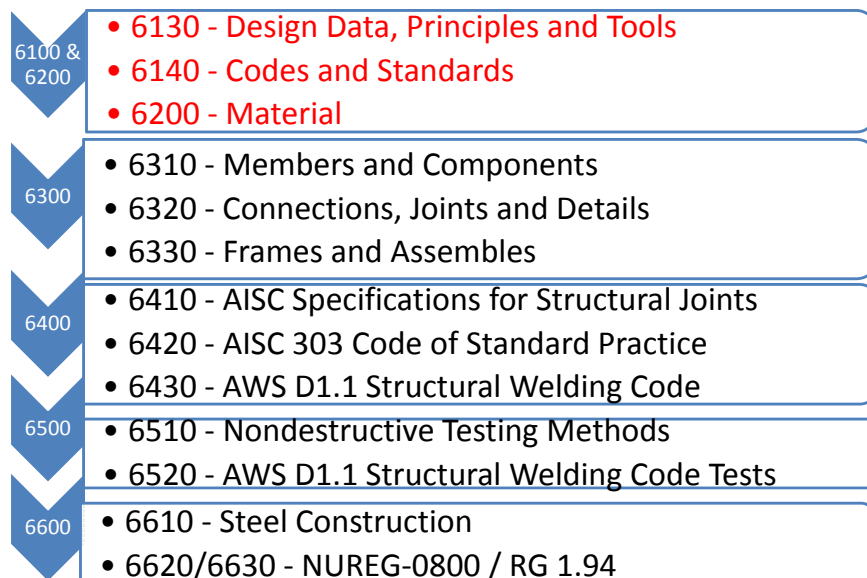 6100 &
6200
• 6130 - Design Data, Principles and Tools
• 6140 - Codes and Standards
• 6200 - Material
6300
• 6310 - Members and Components
• 6320 - Connections, Joints and Details
• 6330 - Frames and Assembles
6400
• 6410 - AISC Specifications for Structural Joints
• 6420 - AISC 303 Code of Standard Practice
• 6430 - AWS D1.1 Structural Welding Code
6500
• 6510 - Nondestructive Testing Methods
• 6520 - AWS D1.1 Structural Welding Code Tests
6600
• 6610 - Steel Construction
• 6620/6630 - NUREG-0800 / RG 1.94